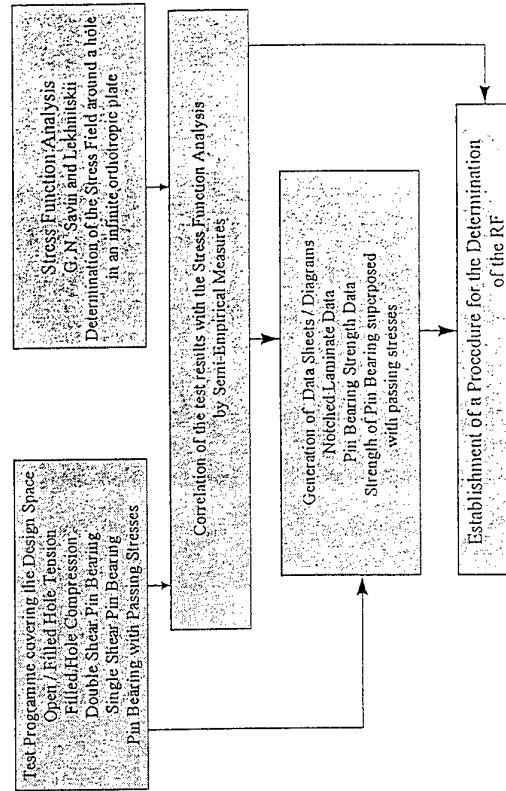 Test Programme covering the Design Space
Open / Filled Hole Tension
Filled Hole Compression
Double Shear Pin Bearing
Single Shear Pin Bearing
Pin Bearing with Passing Stresses
Stress Function Analysis
G. N. Savin and Lekhnitskii
Determination of the Stress Field around a hole
in an infinite orthotropic plate
Correlation of the test results with the Stress Function Analysis
by Semi-Empirical Measures
Generation of Data Sheets / Diagrams
Notched Laminate Data
Pin Bearing Strength Data
Strength of Pin Bearing superposed
with passing stresses
Establishment of a Procedure for the Determination
of the RF